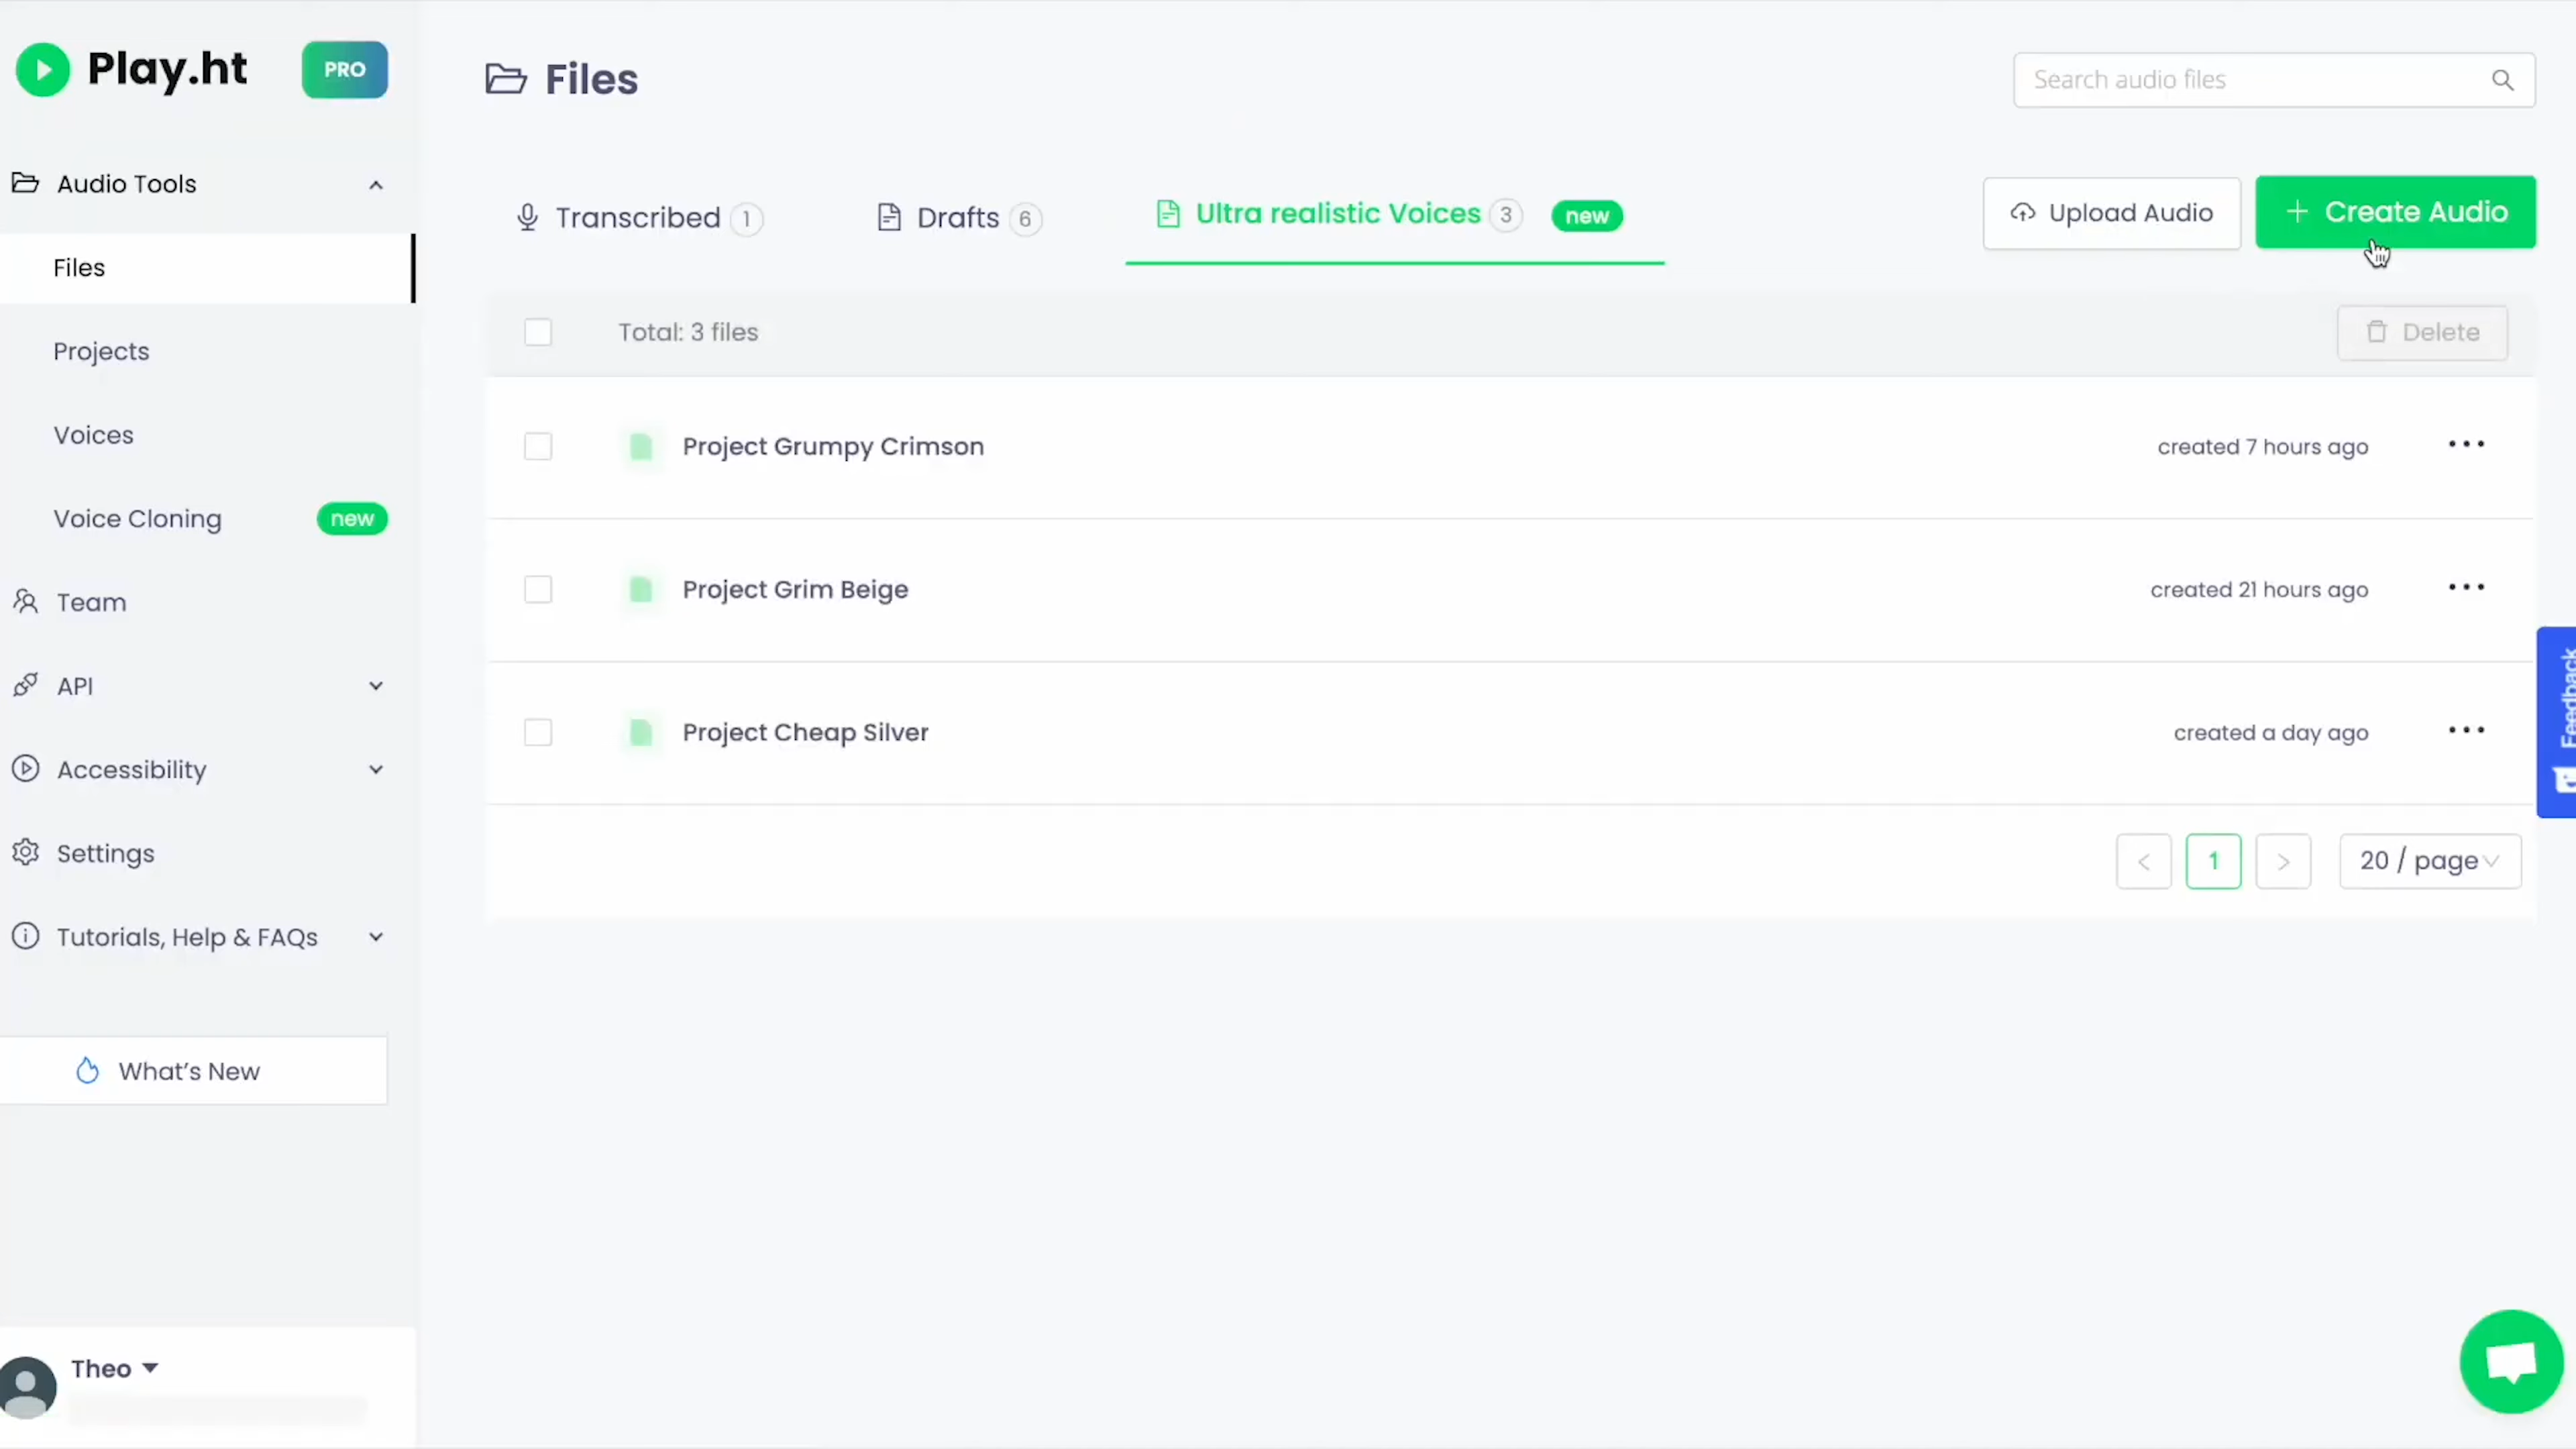 Play.ht
PRO
Audio Tools
Files
Projects
Voices
Voice Cloning
new
Team
API
Accessibility
Settings
Tutorials, Help & FAQs
What's New
Theo
Files
Search audio files
Transcribed 1
Drafts 6
Ultra realistic Voices 3 new
Upload Audio
+ Create Audio
Total: 3 files
Delete
Project Grumpy Crimson
created 7 hours ago
Project Grim Beige
created 21 hours ago
Project Cheap Silver
created a day ago
< 1 >
20 / page
Feedback